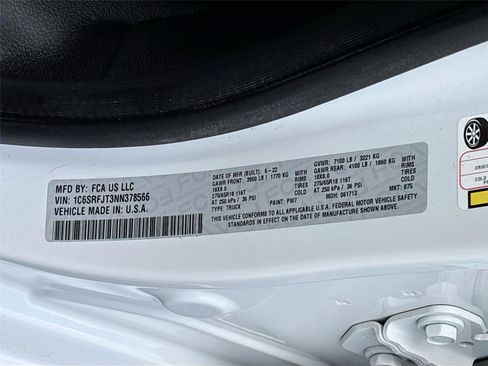 MFD BY: FCA US LLC
VIN: 1C6SRFJT3NN378566
VEHICLE MADE IN: U.S.A.
DATE OF MFR (BUILT): 6-22
GVWR: 7100 LB / 3221 KG
GAWR FRONT: 3900 LB / 1770 KG WITH
GAWR REAR: 4100 LB / 1860 KG WITH
18X8.0 RIMS
18X8.0 RIMS
275/65R18 116T TIRES
275/65R18 116T TIRES
AT 250 kPa / 36 PSI COLD
AT 250 kPa / 36 PSI COLD
TYPE: TRUCK PAINT: PW7 MDH: 061713 MKT: 875
THIS VEHICLE CONFORMS TO ALL APPLICABLE U.S.A. FEDERAL MOTOR VEHICLE SAFETY
STANDARDS IN EFFECT ON THE DATE OF MANUFACTURE SHOWN ABOVE.